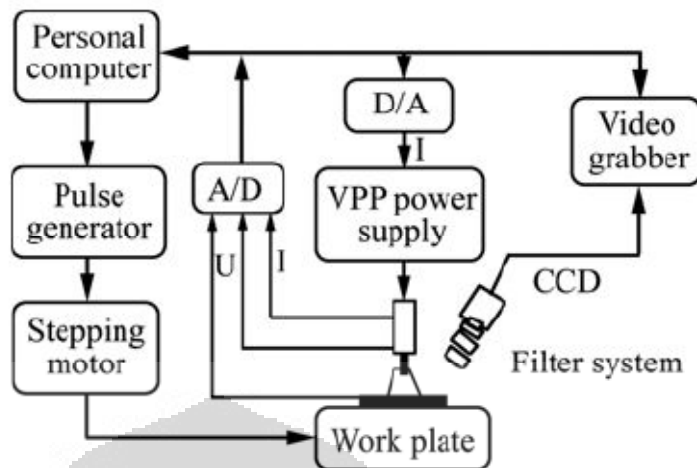 Personal
computer
D/A
Video
grabber
I
A/D
VPP power
supply
Pulse
generator
U
I
CCD
Stepping
motor
Filter system
Work plate